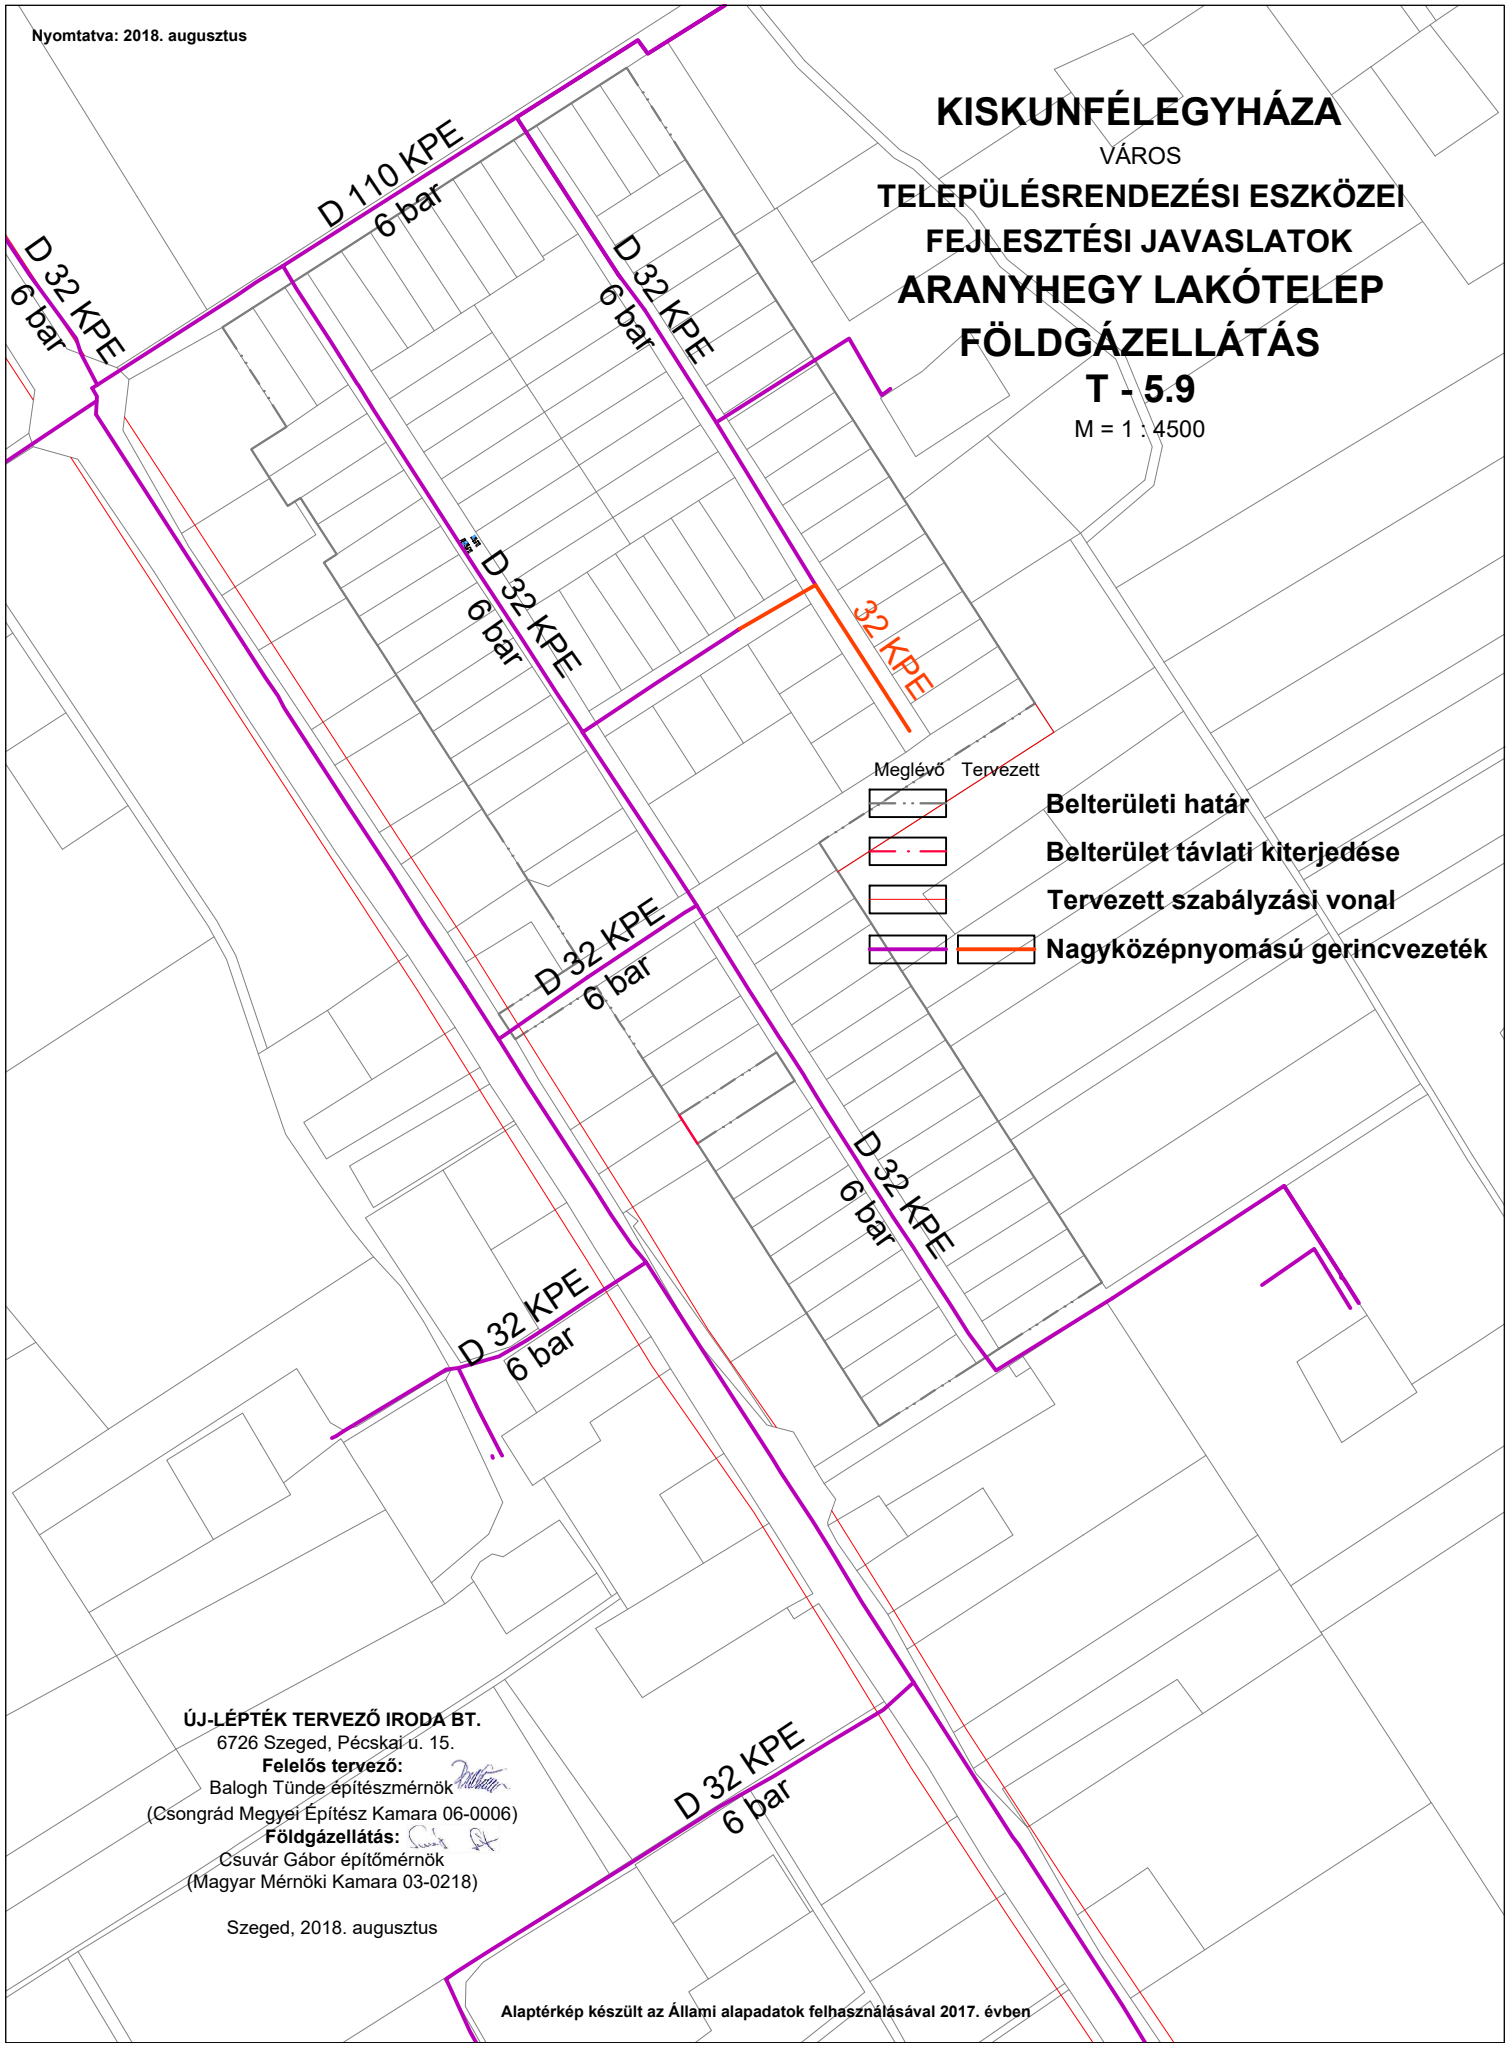 Nyomtatva: 2018. augusztus
KISKUNFÉLEGYHÁZA
VÁROS
TELEPÜLÉSRENDEZÉSI ESZKÖZEI
FEJLESZTÉSI JAVASLATOK
ARANYHEGY LAKÓTELEP
FÖLDGÁZELLÁTÁS
T - 5.9
M = 1 : 4500
D 110 KPE
6 bar
D 32 KPE
6 bar
D 32 KPE
6 bar
D 32 KPE
6 bar
32 KPE
Meglévő Tervezett
Belterületi határ
Belterület távlati kiterjedése
Tervezett szabályzási vonal
Nagyközépnyomású gerincvezeték
D 32 KPE
6 bar
D 32 KPE
6 bar
D 32 KPE
6 bar
D 32 KPE
6 bar
ÚJ-LÉPTÉK TERVEZŐ IRODA BT.
6726 Szeged, Pécskai u. 15.
Felelős tervező:
Balogh Tünde építészmérnök
(Csongrád Megyei Építész Kamara 06-0006)
Földgázellátás:
Csuvár Gábor építőmérnök
(Magyar Mérnöki Kamara 03-0218)
Szeged, 2018. augusztus
Alaptérkép készült az Állami alapadatok felhasználásával 2017. évben